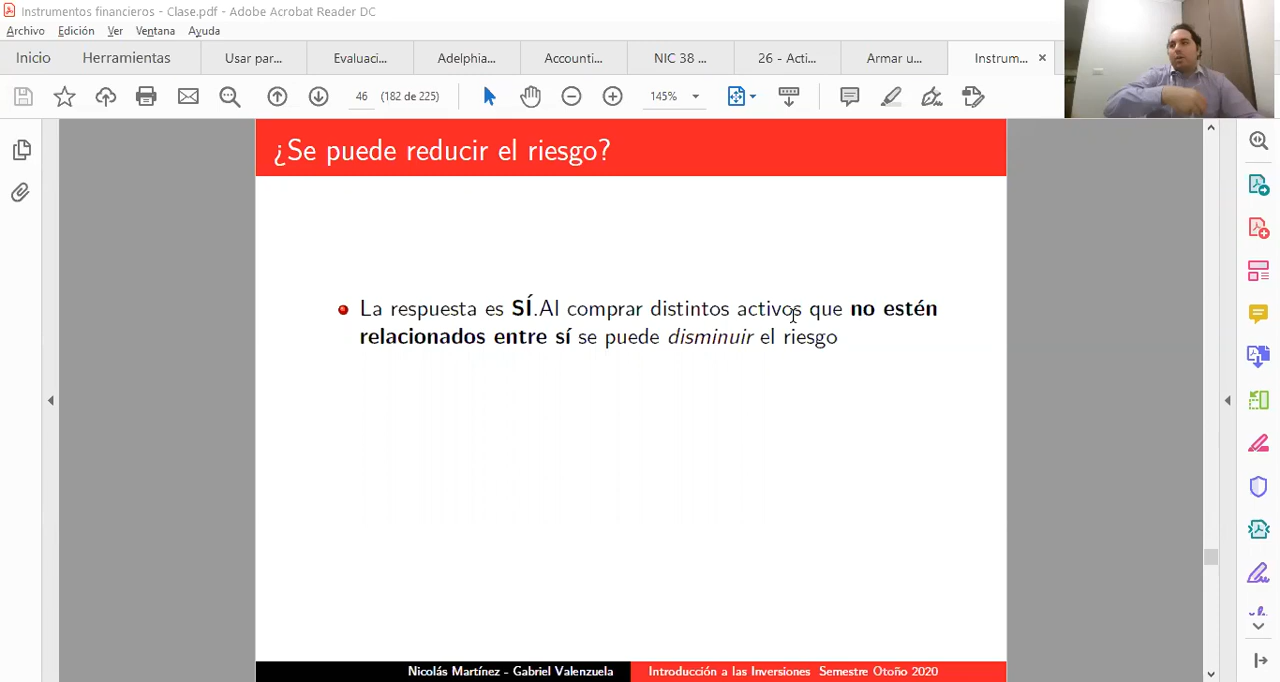 Instrumentos financieros - Clase.pdf - Adobe Acrobat Reader DC
Archivo Edición Ver Ventana Ayuda
Inicio Herramientas Usar par... Evaluaci... Adelphia... Accounti... NIC 38 ... 26 - Acti... Armar u... Instrum... ×
46 (182 de 225) 145%
¿Se puede reducir el riesgo?
La respuesta es SÍ.Al comprar distintos activos que no estén
relacionados entre sí se puede disminuir el riesgo
Nicolás Martínez - Gabriel Valenzuela Introducción a las Inversiones Semestre Otoño 2020